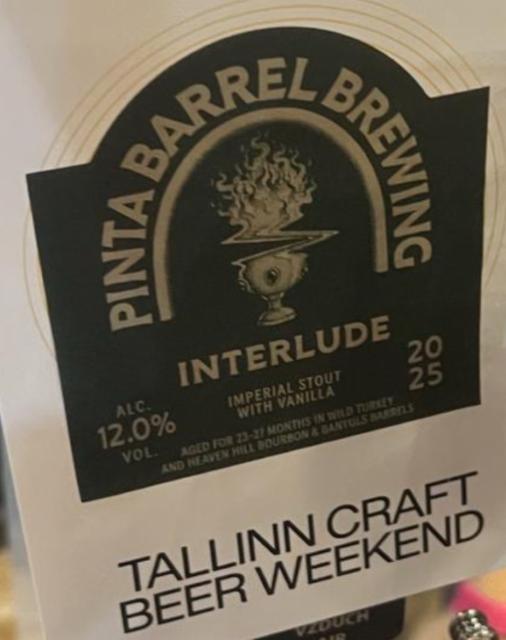 PINTA BARREL BREWING
INTERLUDE
20
25
IMPERIAL STOUT
WITH VANILLA
ALC.
12.0%
VOL.
AGED FOR 23-27 MONTHS IN WILD TURKEY
AND HEAVEN HILL BOURBON & BANYULS BARRELS
TALLINN CRAFT
BEER WEEKEND
VZDUCH